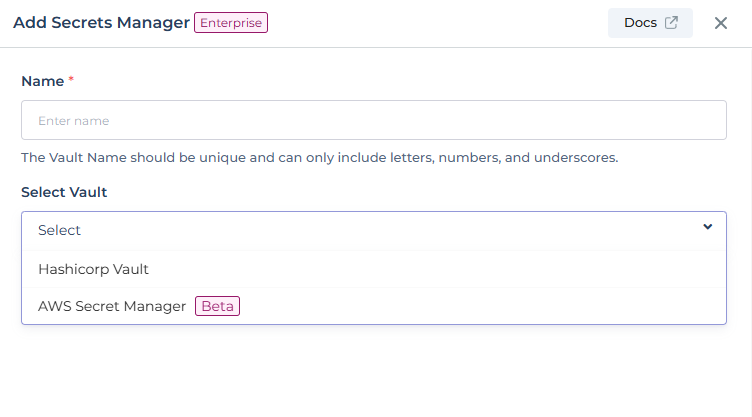 Add Secrets Manager Enterprise Docs
Name *
Enter name
The Vault Name should be unique and can only include letters, numbers, and underscores.
Select Vault
Select
Hashicorp Vault
AWS Secret Manager Beta